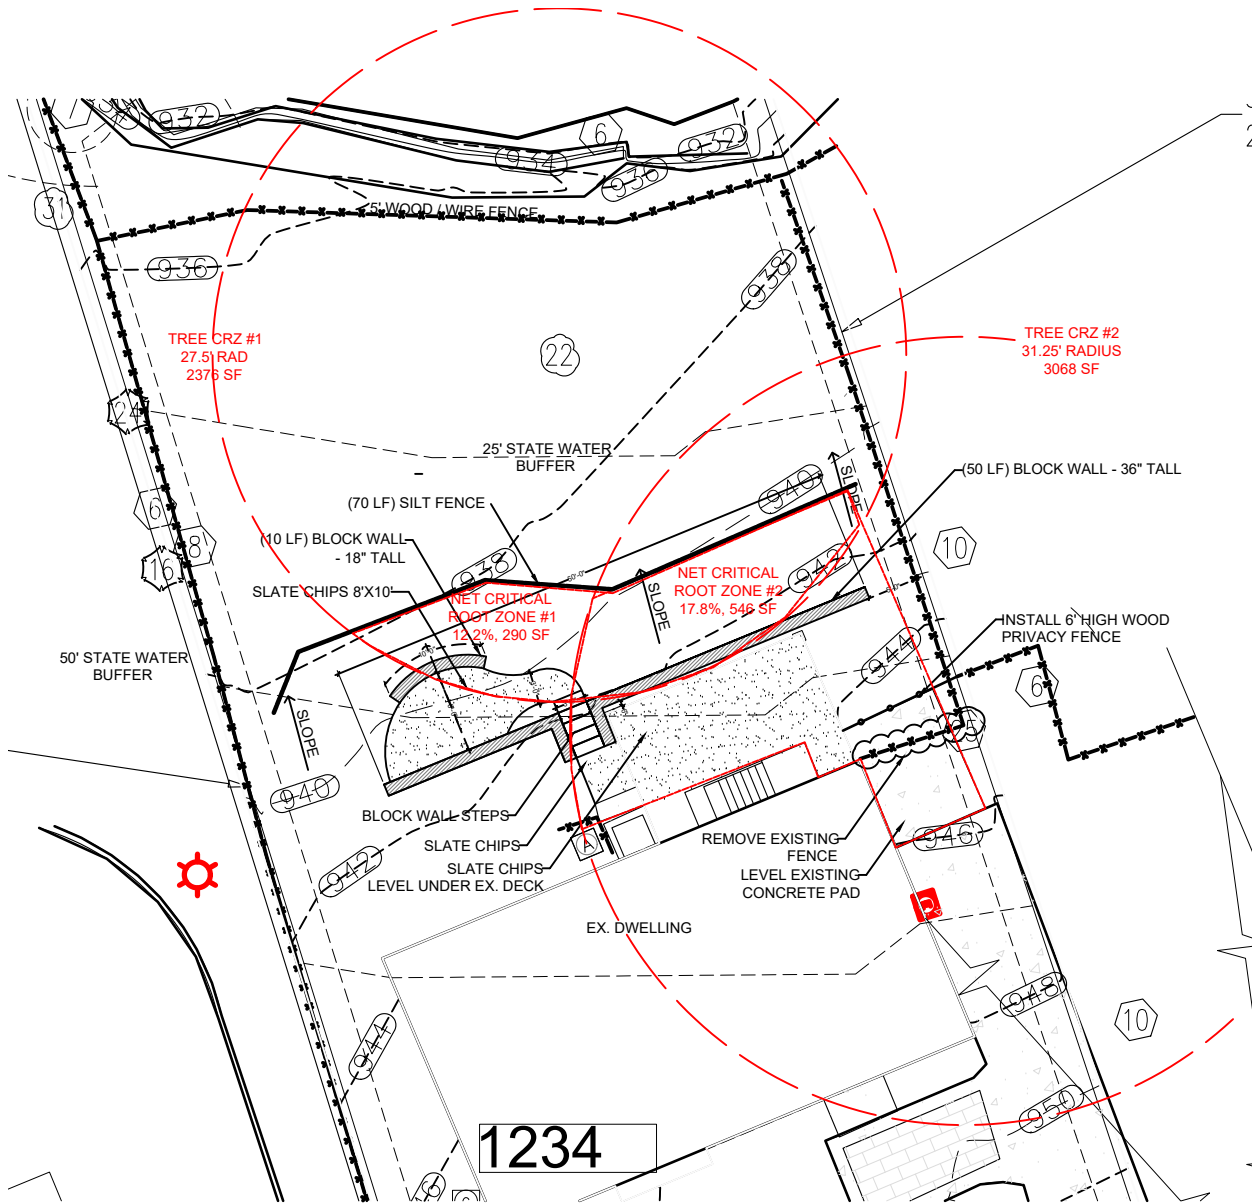 932
6
932
934
936
31
5' WOOD / WIRE FENCE
936
938
TREE CRZ #1
27.5' RAD
2376 SF
TREE CRZ #2
31.25' RADIUS
3068 SF
22
24
25' STATE WATER
BUFFER
(50 LF) BLOCK WALL - 36" TALL
SLOPE
940
(70 LF) SILT FENCE
6
8
16
(10 LF) BLOCK WALL
- 18" TALL
10
938
942
SLATE CHIPS 8'X10'
NET CRITICAL
ROOT ZONE #1
12.2%, 290 SF
NET CRITICAL
ROOT ZONE #2
17.8%, 546 SF
SLOPE
INSTALL 6' HIGH WOOD
PRIVACY FENCE
50' STATE WATER
BUFFER
944
6
SLOPE
940
BLOCK WALL STEPS
SLATE CHIPS
SLATE CHIPS
LEVEL UNDER EX. DECK
A
REMOVE EXISTING
FENCE
LEVEL EXISTING
CONCRETE PAD
946
942
EX. DWELLING
948
10
944
950
1234